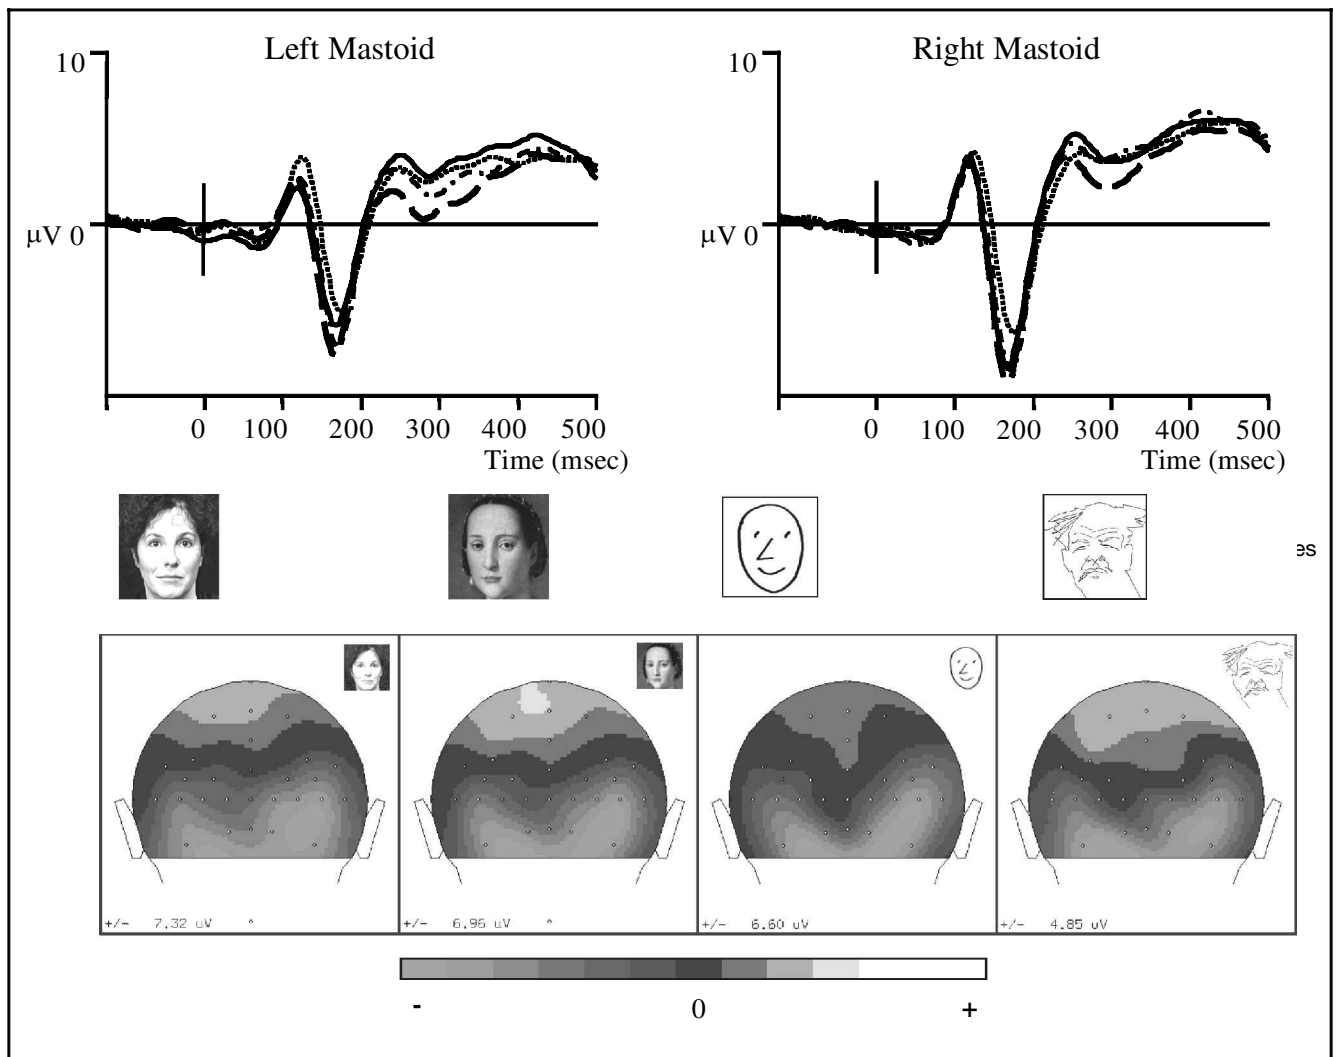 Left Mastoid
10
µV 0
0 100 200 300 400 500
Time (msec)
Right Mastoid
10
µV 0
0 100 200 300 400 500
Time (msec)
es
+/- 7.32 uV
+/- 6.96 uV
+/- 6.60 uV
+/- 4.85 uV
- 0 +